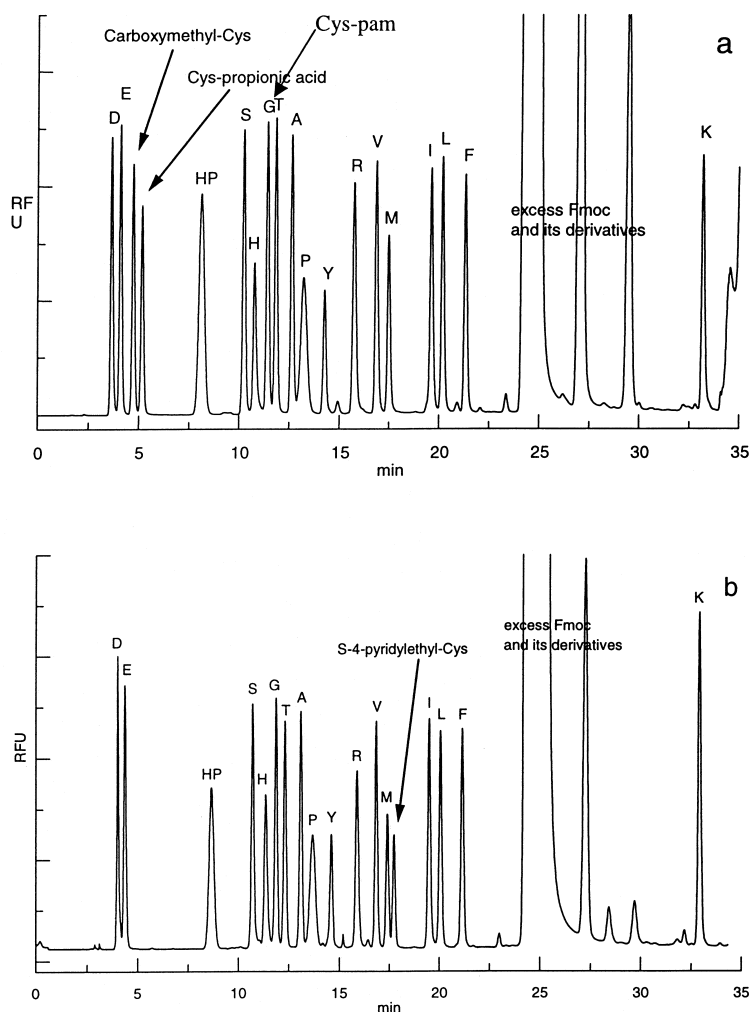 a
Cys-pam
Carboxymethyl-Cys
Cys-propionic acid
E
D
HP
S
H
G
T
A
P
Y
R
V
M
I
L
F
K
RF
U
excess Fmoc
and its derivatives
0 5 10 15 20 25 30 35
min
b
D
E
HP
S
H
G
T
A
P
Y
R
V
M
S-4-pyridylethyl-Cys
I
L
F
K
RFU
excess Fmoc
and its derivatives
0 5 10 15 20 25 30 35
min